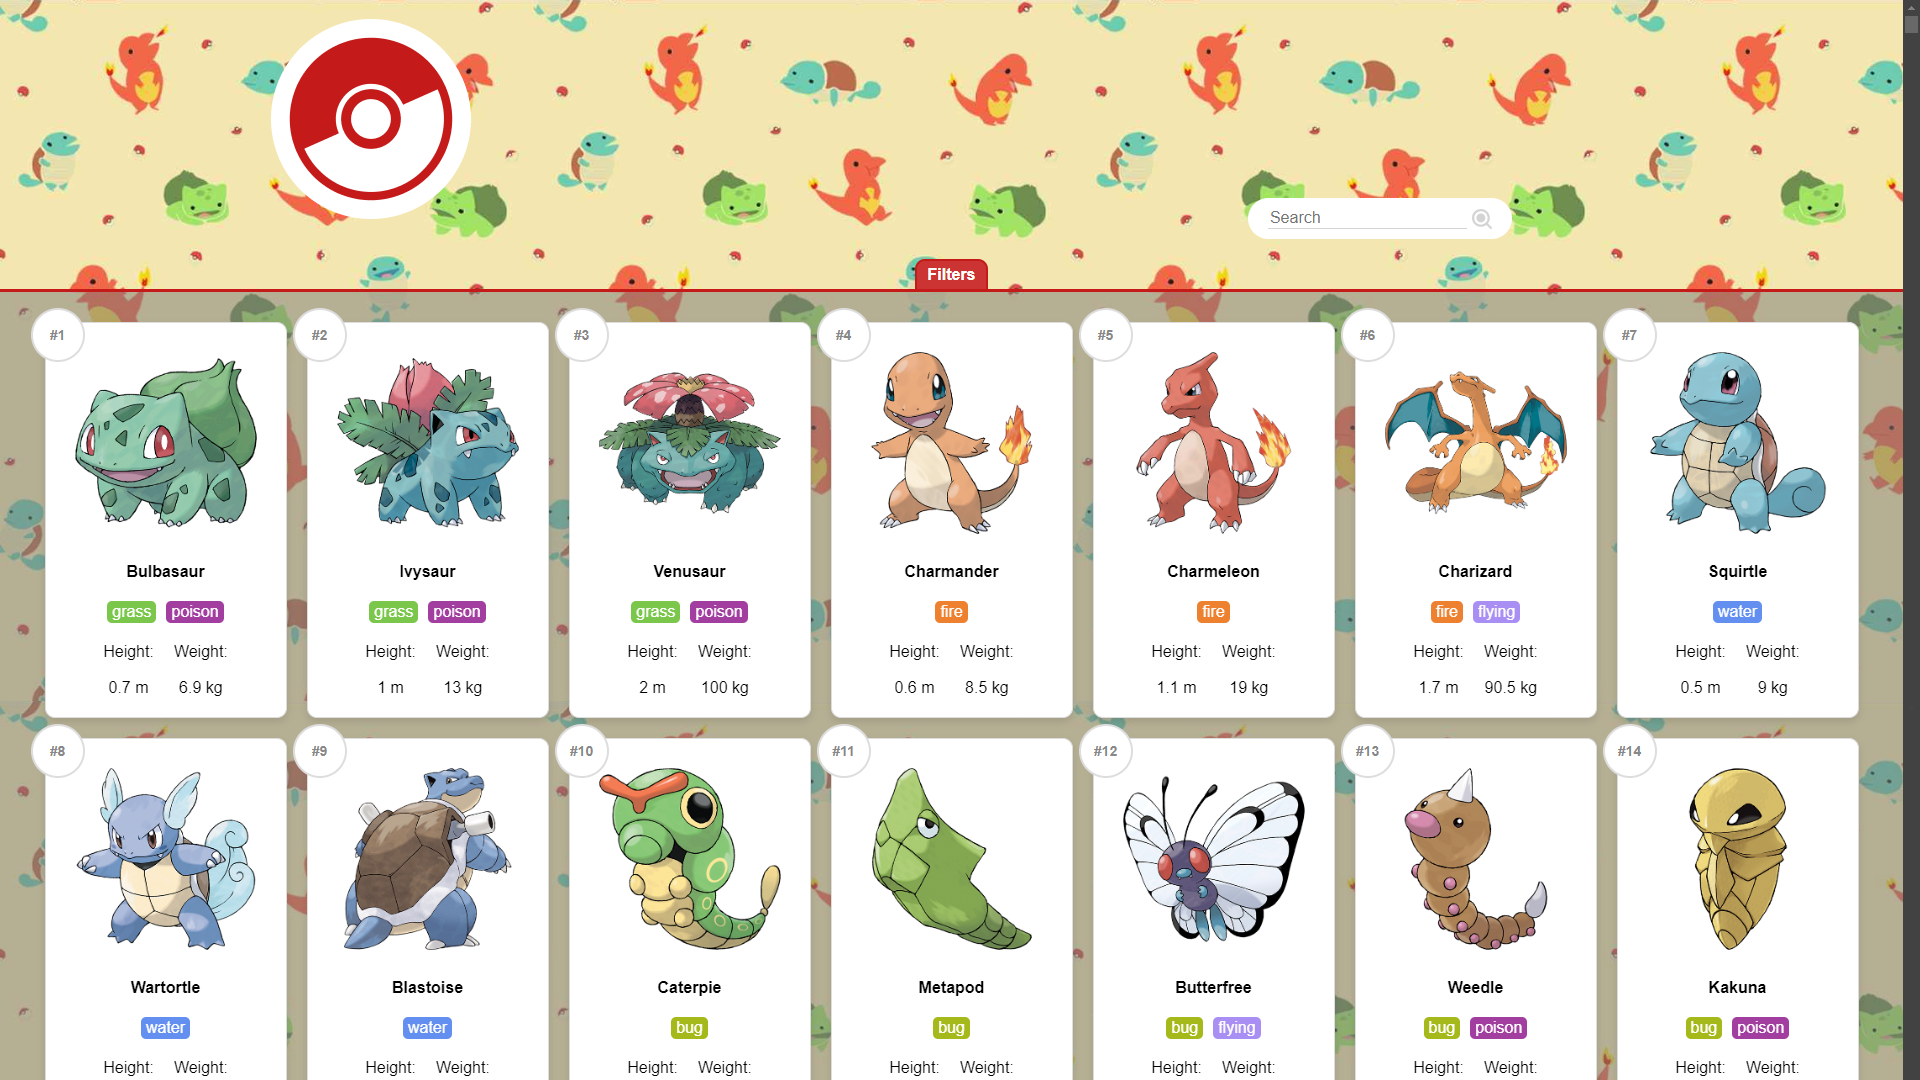 Search
Filters
#1 #2 #3 #4 #5 #6 #7
Bulbasaur Ivysaur Venusaur Charmander Charmeleon Charizard Squirtle
grass poison grass poison grass poison fire fire fire flying water
Height: Weight: Height: Weight: Height: Weight: Height: Weight: Height: Weight: Height: Weight: Height: Weight:
0.7 m 6.9 kg 1 m 13 kg 2 m 100 kg 0.6 m 8.5 kg 1.1 m 19 kg 1.7 m 90.5 kg 0.5 m 9 kg
#8 #9 #10 #11 #12 #13 #14
Wartortle Blastoise Caterpie Metapod Butterfree Weedle Kakuna
water water bug bug bug flying bug poison bug poison
Height: Weight: Height: Weight: Height: Weight: Height: Weight: Height: Weight: Height: Weight: Height: Weight: